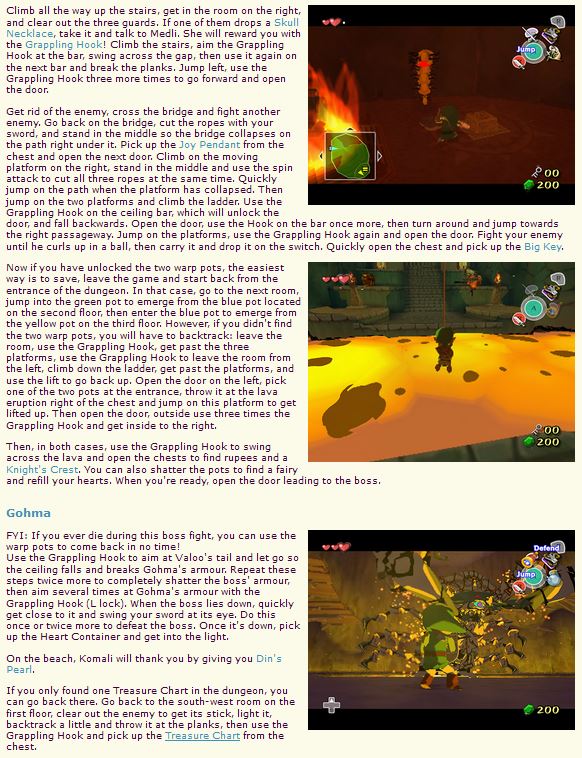 Climb all the way up the stairs, get in the room on the right,
and clear out the three guards. If one of them drops a Skull
Necklace, take it and talk to Medli. She will reward you with
the Grappling Hook! Climb the stairs, aim the Grappling
Hook at the bar, swing across the gap, then use it again on
the next bar and break the planks. Jump left, use the
Grappling Hook three more times to go forward and open
the door.
Jump
00
200
Get rid of the enemy, cross the bridge and fight another
enemy. Go back on the bridge, cut the ropes with your
sword, and stand in the middle so the bridge collapses on
the path right under it. Pick up the Joy Pendant from the
chest and open the next door. Climb on the moving
platform on the right, stand in the middle and use the spin
attack to cut all three ropes at the same time. Quickly
jump on the path when the platform has collapsed. Then
jump on the two platforms and climb the ladder. Use the
Grappling Hook on the ceiling bar, which will unlock the
door, and fall backwards. Open the door, use the Hook on the bar once more, then turn around and jump towards
the right passageway. Jump on the platforms, use the Grappling Hook again and open the door. Fight your enemy
until he curls up in a ball, then carry it and drop it on the switch. Quickly open the chest and pick up the Big Key.
Now if you have unlocked the two warp pots, the easiest
way is to save, leave the game and start back from the
entrance of the dungeon. In that case, go to the next room,
jump into the green pot to emerge from the blue pot located
on the second floor, then enter the blue pot to emerge from
the yellow pot on the third floor. However, if you didn't find
the two warp pots, you will have to backtrack: leave the
room, use the Grappling Hook, get past the three
platforms, use the Grappling Hook to leave the room from
the left, climb down the ladder, get past the platforms, and
use the lift to go back up. Open the door on the left, pick
one of the two pots at the entrance, throw it at the lava
eruption right of the chest and jump on this platform to get
lifted up. Then open the door, outside use three times the
Grappling Hook and get inside to the right.
00
200
Then, in both cases, use the Grappling Hook to swing
across the lava and open the chests to find rupees and a
Knight's Crest. You can also shatter the pots to find a fairy
and refill your hearts. When you're ready, open the door leading to the boss.
Gohma
FYI: If you ever die during this boss fight, you can use the
warp pots to come back in no time!
Use the Grappling Hook to aim at Valoo's tail and let go so
the ceiling falls and breaks Gohma's armour. Repeat these
steps twice more to completely shatter the boss' armour,
then aim several times at Gohma's armour with the
Grappling Hook (L lock). When the boss lies down, quickly
get close to it and swing your sword at its eye. Do this
once or twice more to defeat the boss. Once it's down, pick
up the Heart Container and get into the light.
Defend
Jump
200
On the beach, Komali will thank you by giving you Din's
Pearl.
If you only found one Treasure Chart in the dungeon, you
can go back there. Go back to the south-west room on the
first floor, clear out the enemy to get its stick, light it,
backtrack a little and throw it at the planks, then use the
Grappling Hook and pick up the Treasure Chart from the
chest.